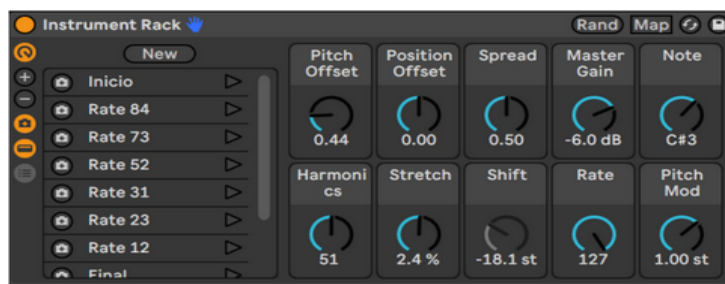 Instrument Rack
Rand Map
New
Inicio
Rate 84
Rate 73
Rate 52
Rate 31
Rate 23
Rate 12
Final
Pitch
Offset
0.44
Position
Offset
0.00
Spread
0.50
Master
Gain
-6.0 dB
Note
C#3
Harmoni
cs
51
Stretch
2.4 %
Shift
-18.1 st
Rate
127
Pitch
Mod
1.00 st